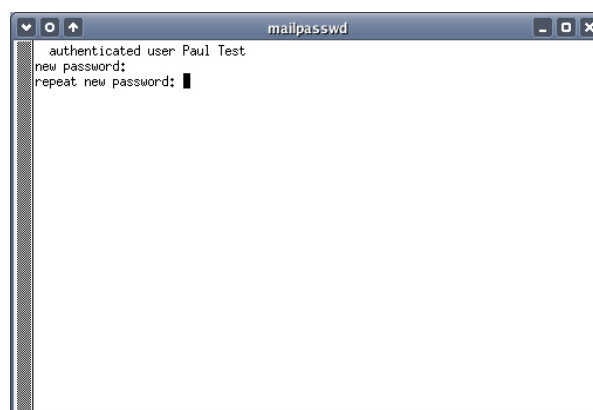 mailpasswd
authenticated user Paul Test
new password:
repeat new password: